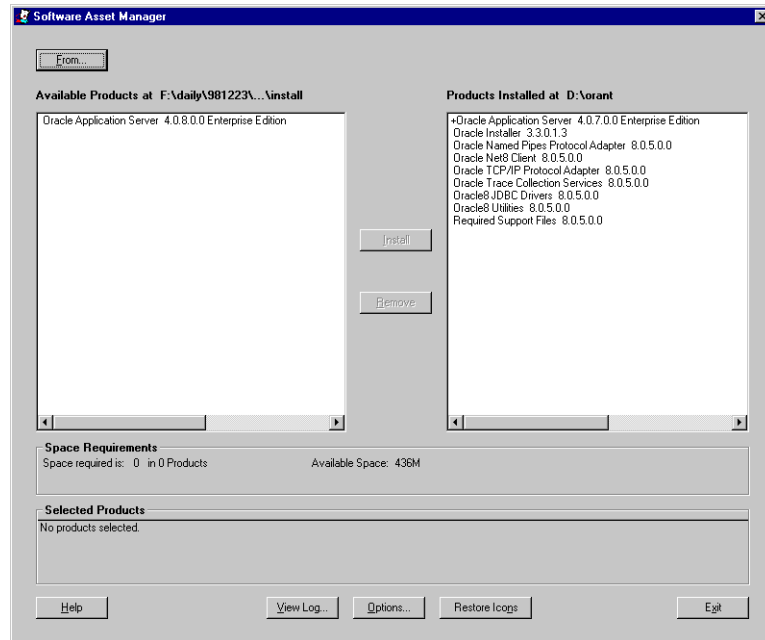 Software Asset Manager
From...
Available Products at F:\daily\981223\...\install
Oracle Application Server 4.0.8.0.0 Enterprise Edition
Install
Remove
Products Installed at D:\orant
+Oracle Application Server 4.0.7.0.0 Enterprise Edition
Oracle Installer 3.3.0.1.3
Oracle Named Pipes Protocol Adapter 8.0.5.0.0
Oracle Net8 Client 8.0.5.0.0
Oracle TCP/IP Protocol Adapter 8.0.5.0.0
Oracle Trace Collection Services 8.0.5.0.0
Oracle8 JDBC Drivers 8.0.5.0.0
Oracle8 Utilities 8.0.5.0.0
Required Support Files 8.0.5.0.0
Space Requirements
Space required is: 0 in 0 Products Available Space: 436M
Selected Products
No products selected.
Help View Log... Options... Restore Icons Exit